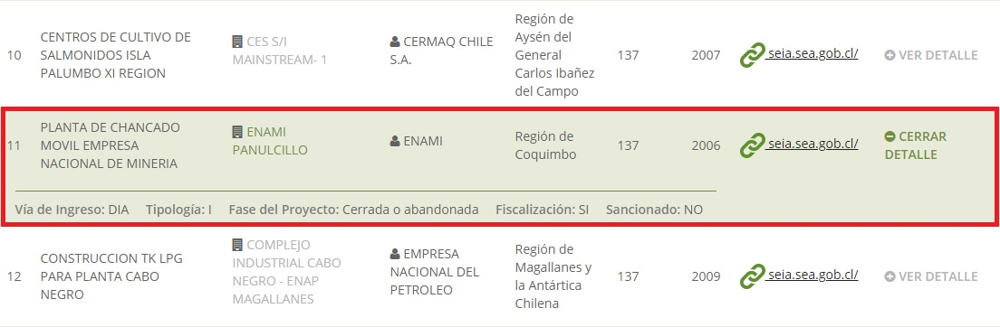 10
CENTROS DE CULTIVO DE
SALMONIDOS ISLA
PALUMBO XI REGION
CES S/I
MAINSTREAM- 1
CERMAQ CHILE
S.A.
Región de
Aysén del
General
Carlos Ibañez
del Campo
137
2007
seia.sea.gob.cl/
VER DETALLE
11
PLANTA DE CHANCADO
MOVIL EMPRESA
NACIONAL DE MINERIA
ENAMI
PANULCILLO
ENAMI
Región de
Coquimbo
137
2006
seia.sea.gob.cl/
CERRAR
DETALLE
Vía de Ingreso: DIA Tipología: I Fase del Proyecto: Cerrada o abandonada Fiscalización: SI Sancionado: NO
12
CONSTRUCCION TK LPG
PARA PLANTA CABO
NEGRO
COMPLEJO
INDUSTRIAL CABO
NEGRO - ENAP
MAGALLANES
EMPRESA
NACIONAL DEL
PETROLEO
Región de
Magallanes y
la Antártica
Chilena
137
2009
seia.sea.gob.cl/
VER DETALLE